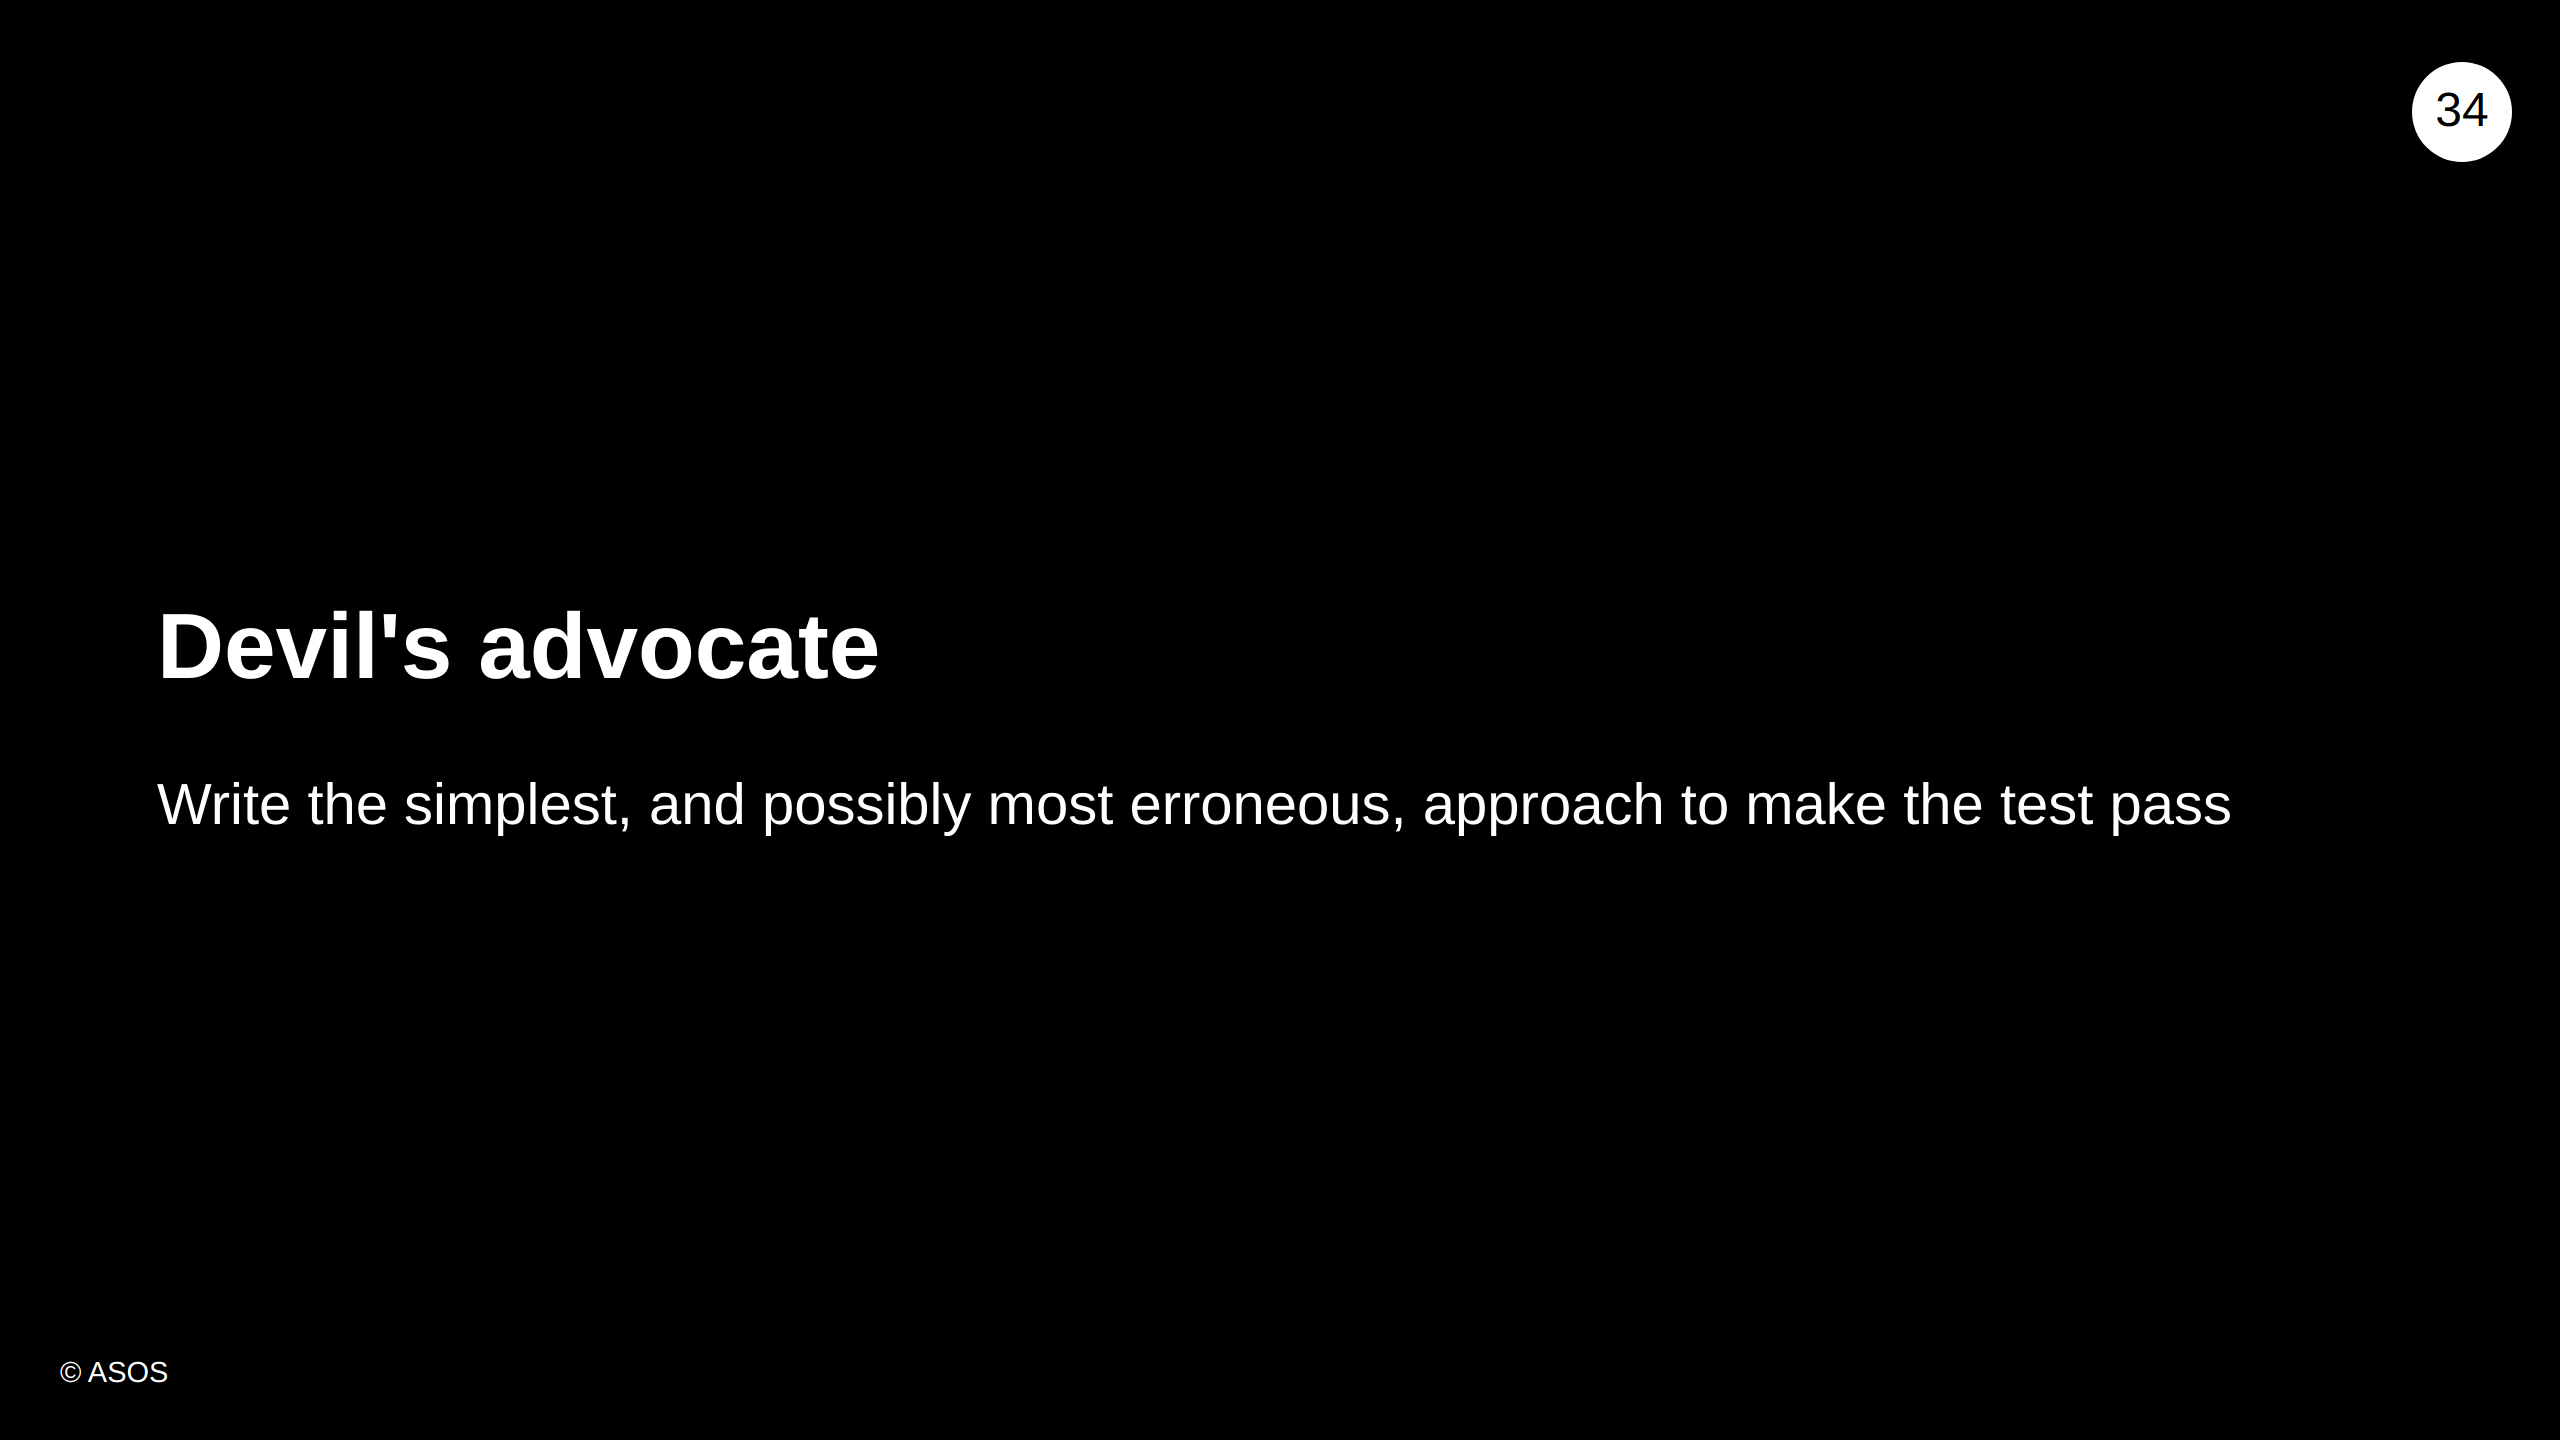 34
Devil's advocate
Write the simplest, and possibly most erroneous, approach to make the test pass
© ASOS